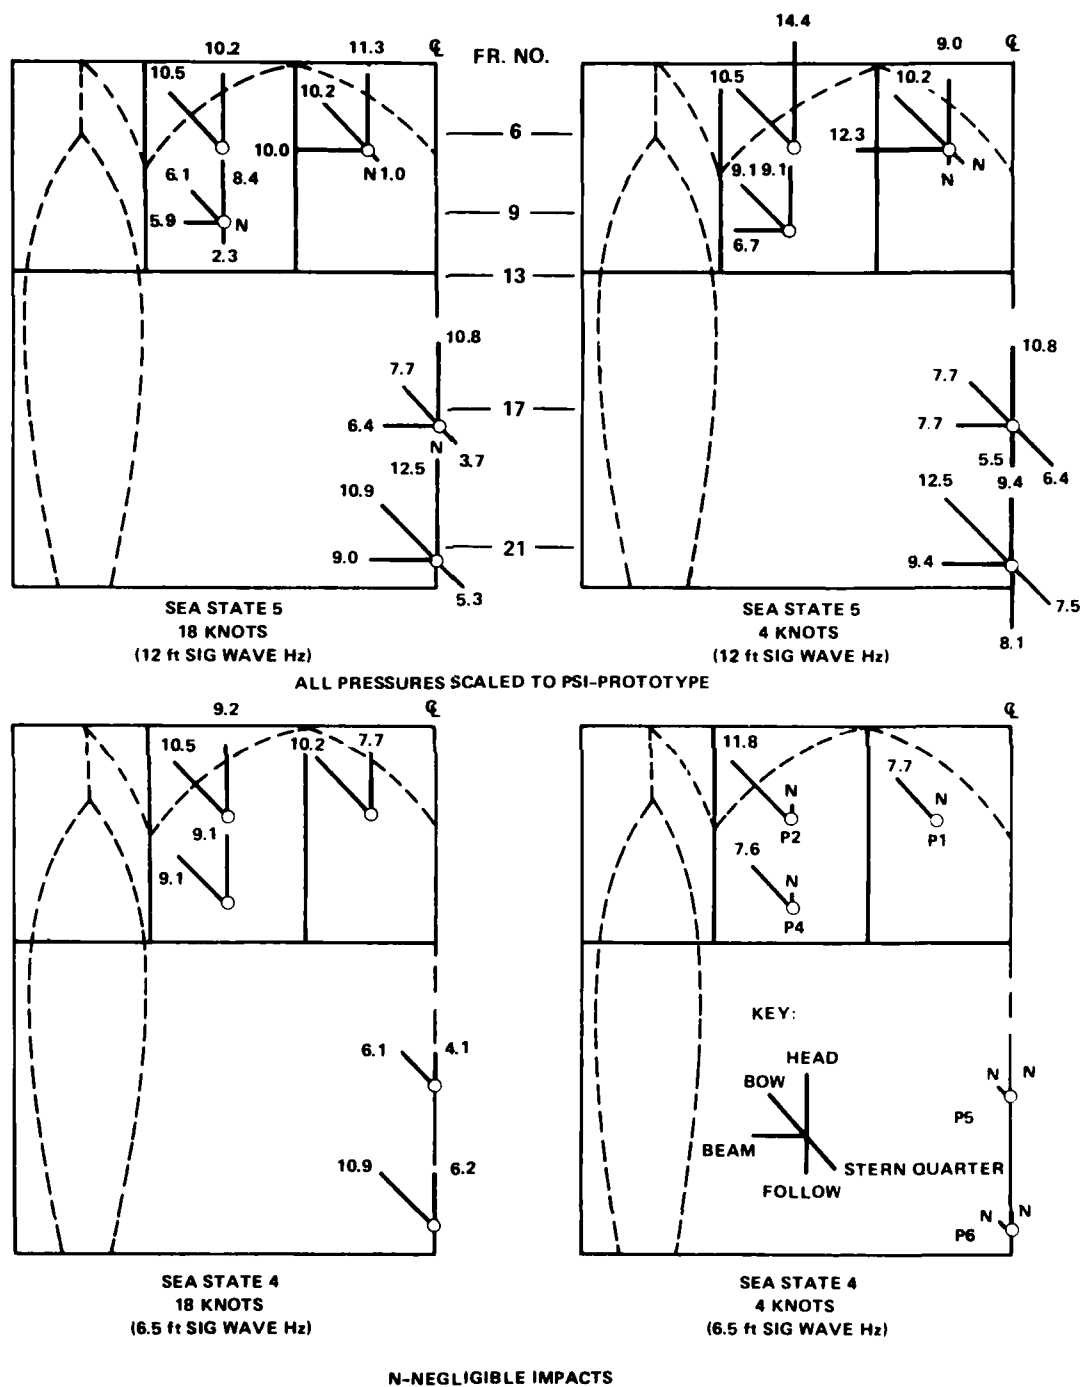 14.4
10.2 11.3 ℄ FR. NO. 9.0 ℄
10.5 10.2 10.5 10.2
10.0 6 12.3
N 1.0 N N
6.1 8.4 9.1 9.1
5.9 N 9 6.7
2.3
13
10.8 10.8
7.7 7.7
6.4 17 7.7
N 3.7 5.5 6.4
12.5 9.4
10.9 12.5
9.0 21 9.4
5.3 7.5
8.1
SEA STATE 5
18 KNOTS
(12 ft SIG WAVE Hz)
SEA STATE 5
4 KNOTS
(12 ft SIG WAVE Hz)
ALL PRESSURES SCALED TO PSI-PROTOTYPE
9.2 ℄ ℄
10.5 10.2 7.7 11.8 7.7
N N
9.1 P2 P1
9.1 7.6 N
P4
6.1 4.1
10.9 6.2
KEY:
HEAD
BOW
BEAM
STERN QUARTER
FOLLOW
N N
P5
N N
P6
SEA STATE 4
18 KNOTS
(6.5 ft SIG WAVE Hz)
SEA STATE 4
4 KNOTS
(6.5 ft SIG WAVE Hz)
N-NEGLIGIBLE IMPACTS